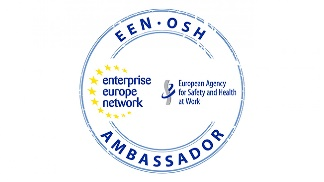 EEN · OSH
enterprise
europe
network
European Agency
for Safety and Health
at Work
AMBASSADOR